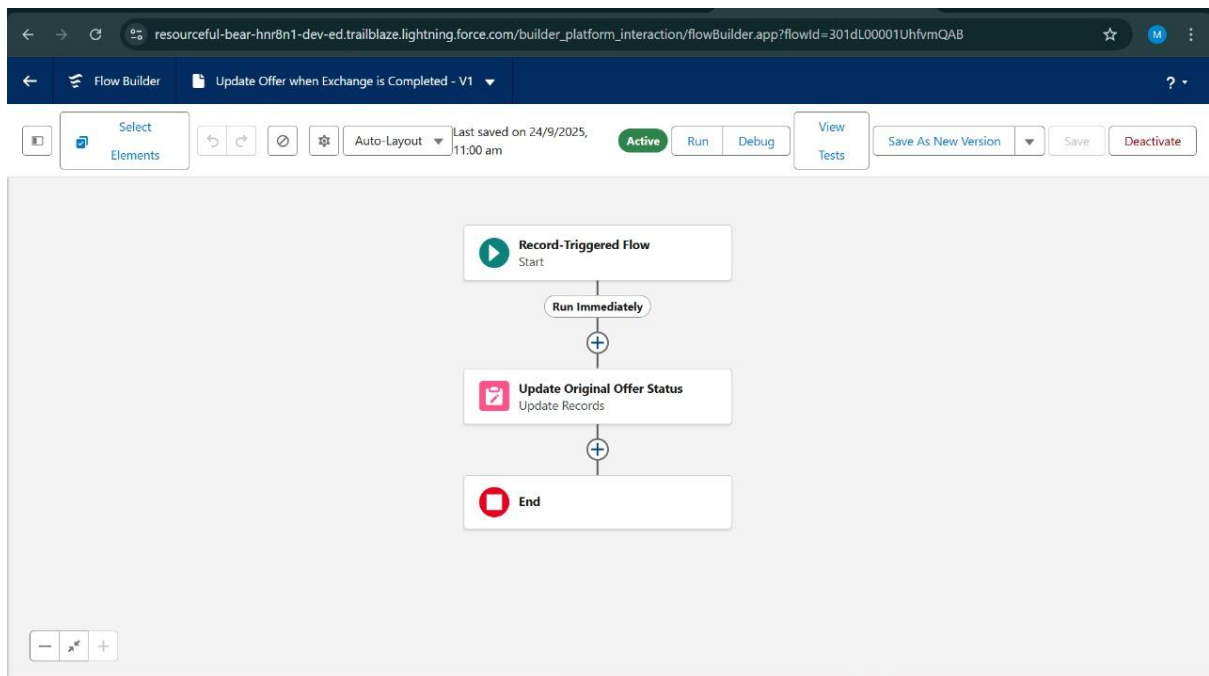 resourceful-bear-hnr8n1-dev-ed.trailblaze.lightning.force.com/builder_platform_interaction/flowBuilder.app?flowId=301dL00001UhfvmQAB
M
Flow Builder
Update Offer when Exchange is Completed - V1
?
Select
Elements
Auto-Layout
Last saved on 24/9/2025,
11:00 am
Active
Run
Debug
View
Tests
Save As New Version
Save
Deactivate
Record-Triggered Flow
Start
Run Immediately
Update Original Offer Status
Update Records
End